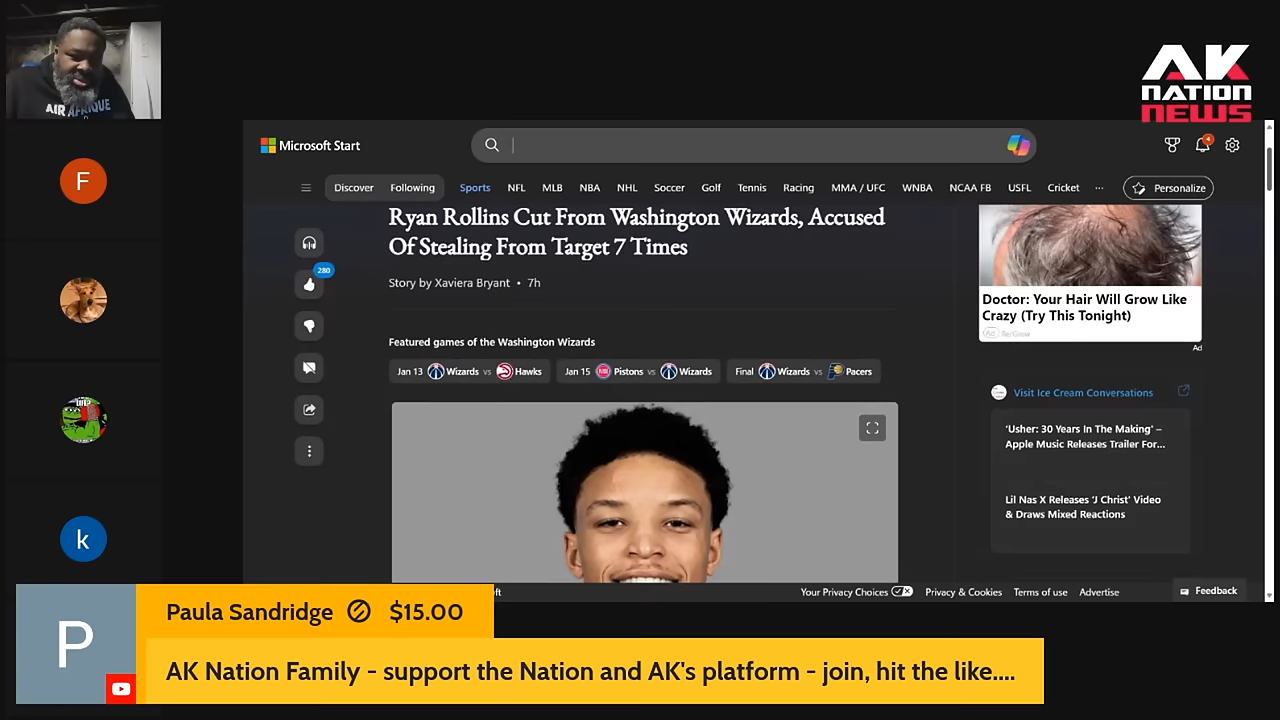 AIR AFRIQUE
AK
NATION
NEWS
Microsoft Start
4
Discover
Following
Sports
NFL
MLB
NBA
NHL
Soccer
Golf
Tennis
Racing
MMA / UFC
WNBA
NCAA FB
USFL
Cricket
...
Personalize
F
Ryan Rollins Cut From Washington Wizards, Accused
Of Stealing From Target 7 Times
280
Story by Xaviera Bryant • 7h
Doctor: Your Hair Will Grow Like
Crazy (Try This Tonight)
Ad
Ad
Featured games of the Washington Wizards
Jan 13 Wizards vs Hawks
Jan 15 Pistons vs Wizards
Final Wizards vs Pacers
Visit Ice Cream Conversations
'Usher: 30 Years In The Making' –
Apple Music Releases Trailer For...
Lil Nas X Releases 'J Christ' Video
& Draws Mixed Reactions
k
Your Privacy Choices
Privacy & Cookies
Terms of use
Advertise
Feedback
P
Paula Sandridge $15.00
AK Nation Family - support the Nation and AK's platform - join, hit the like....